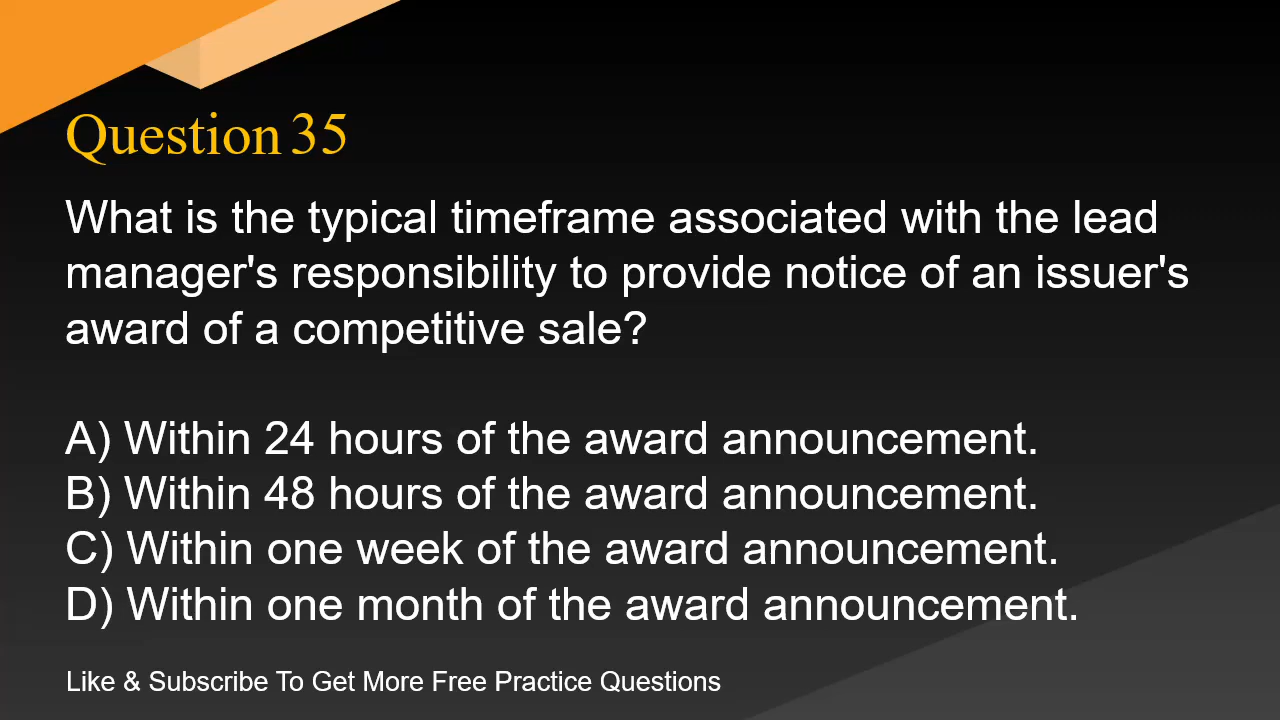 Question 35
What is the typical timeframe associated with the lead
manager's responsibility to provide notice of an issuer's
award of a competitive sale?
A) Within 24 hours of the award announcement.
B) Within 48 hours of the award announcement.
C) Within one week of the award announcement.
D) Within one month of the award announcement.
Like & Subscribe To Get More Free Practice Questions